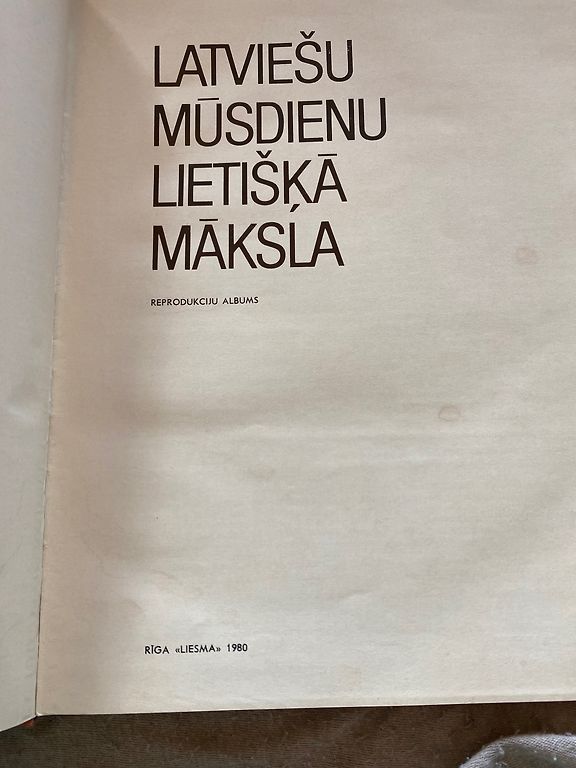 LATVIEŠU
MŪSDIENU
LIETIŠĶĀ
MĀKSLA
REPRODUKCIJU ALBUMS
RĪGA «LIESMA» 1980